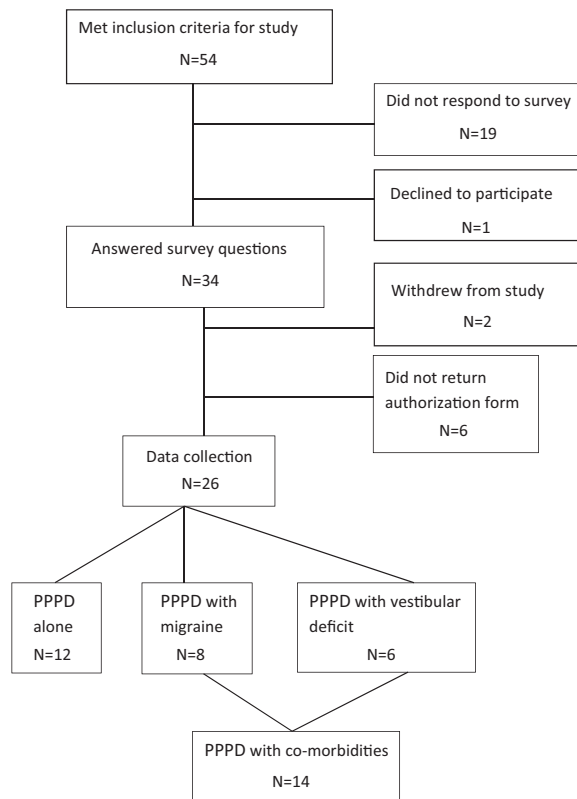 Met inclusion criteria for study
N=54
Did not respond to survey
N=19
Declined to participate
N=1
Answered survey questions
N=34
Withdrew from study
N=2
Did not return
authorization form
N=6
Data collection
N=26
PPPD
alone
N=12
PPPD with
migraine
N=8
PPPD with vestibular
deficit
N=6
PPPD with co-morbidities
N=14